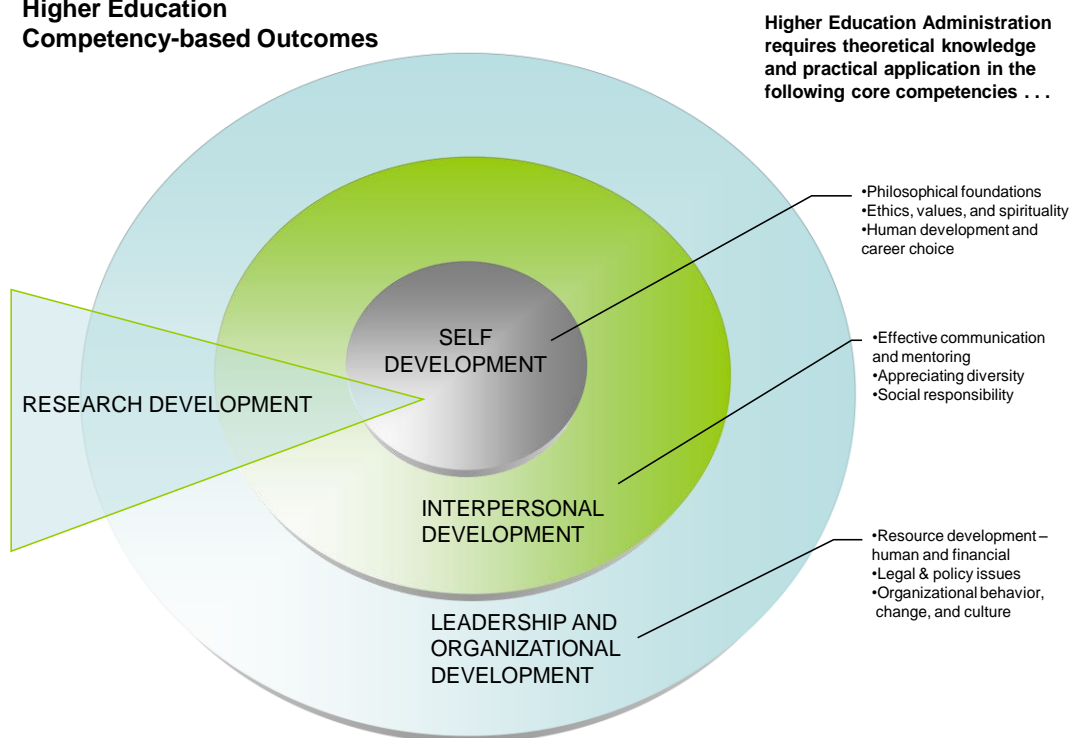 Higher Education
Competency-based Outcomes
Higher Education Administration
requires theoretical knowledge
and practical application in the
following core competencies . . .
•Philosophical foundations
•Ethics, values, and spirituality
•Human development and
career choice
SELF
DEVELOPMENT
•Effective communication
and mentoring
•Appreciating diversity
•Social responsibility
RESEARCH DEVELOPMENT
INTERPERSONAL
DEVELOPMENT
•Resource development –
human and financial
•Legal & policy issues
•Organizational behavior,
change, and culture
LEADERSHIP AND
ORGANIZATIONAL
DEVELOPMENT